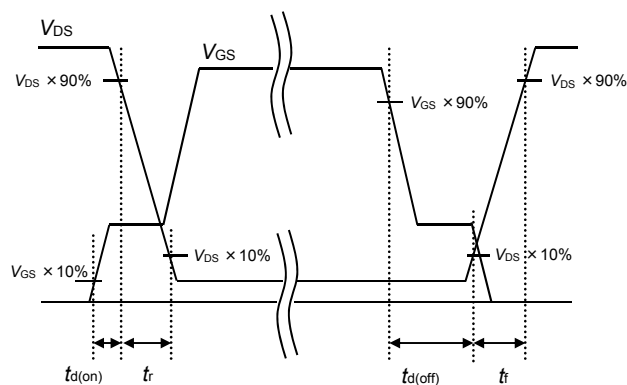 VDS
VGS
VDS × 90%
VDS × 90%
VGS × 90%
VGS × 10%
VDS × 10%
VDS × 10%
td(on)
tr
td(off)
tf